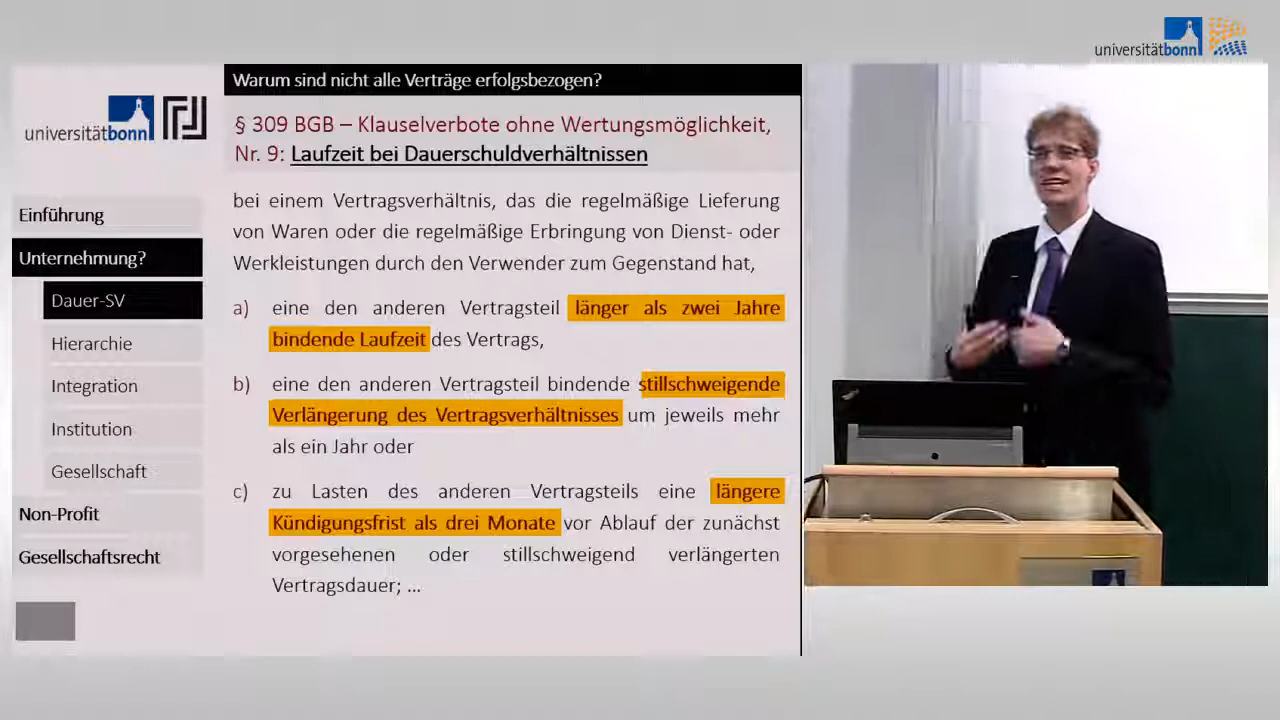 universitätbonn
universitätbonn
Einführung
Unternehmung?
Dauer-SV
Hierarchie
Integration
Institution
Gesellschaft
Non-Profit
Gesellschaftsrecht
Warum sind nicht alle Verträge erfolgsbezogen?
§ 309 BGB – Klauselverbote ohne Wertungsmöglichkeit,
Nr. 9: Laufzeit bei Dauerschuldverhältnissen
bei einem Vertragsverhältnis, das die regelmäßige Lieferung
von Waren oder die regelmäßige Erbringung von Dienst- oder
Werkleistungen durch den Verwender zum Gegenstand hat,
a) eine den anderen Vertragsteil länger als zwei Jahre
bindende Laufzeit des Vertrags,
b) eine den anderen Vertragsteil bindende stillschweigende
Verlängerung des Vertragsverhältnisses um jeweils mehr
als ein Jahr oder
c) zu Lasten des anderen Vertragsteils eine längere
Kündigungsfrist als drei Monate vor Ablauf der zunächst
vorgesehenen oder stillschweigend verlängerten
Vertragsdauer; ...